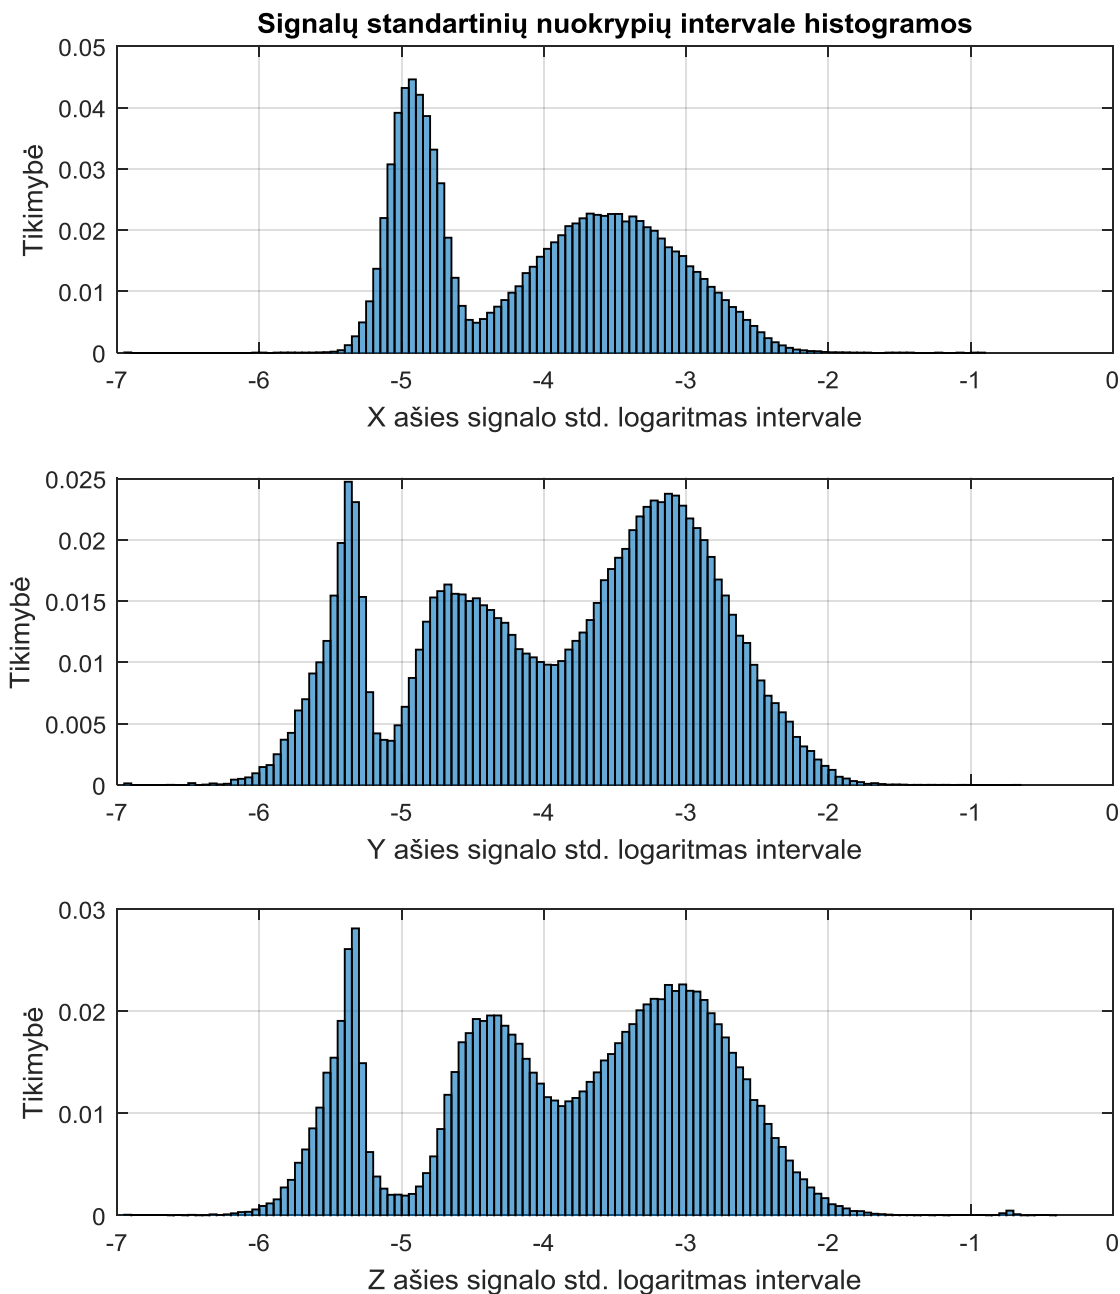 Signalų standartinių nuokrypių intervale histogramos
0.05
0.04
0.03
0.02
0.01
0
Tikimybė
-7 -6 -5 -4 -3 -2 -1 0
X ašies signalo std. logaritmas intervale
0.025
0.02
0.015
0.01
0.005
0
Tikimybė
-7 -6 -5 -4 -3 -2 -1 0
Y ašies signalo std. logaritmas intervale
0.03
0.02
0.01
0
Tikimybė
-7 -6 -5 -4 -3 -2 -1 0
Z ašies signalo std. logaritmas intervale